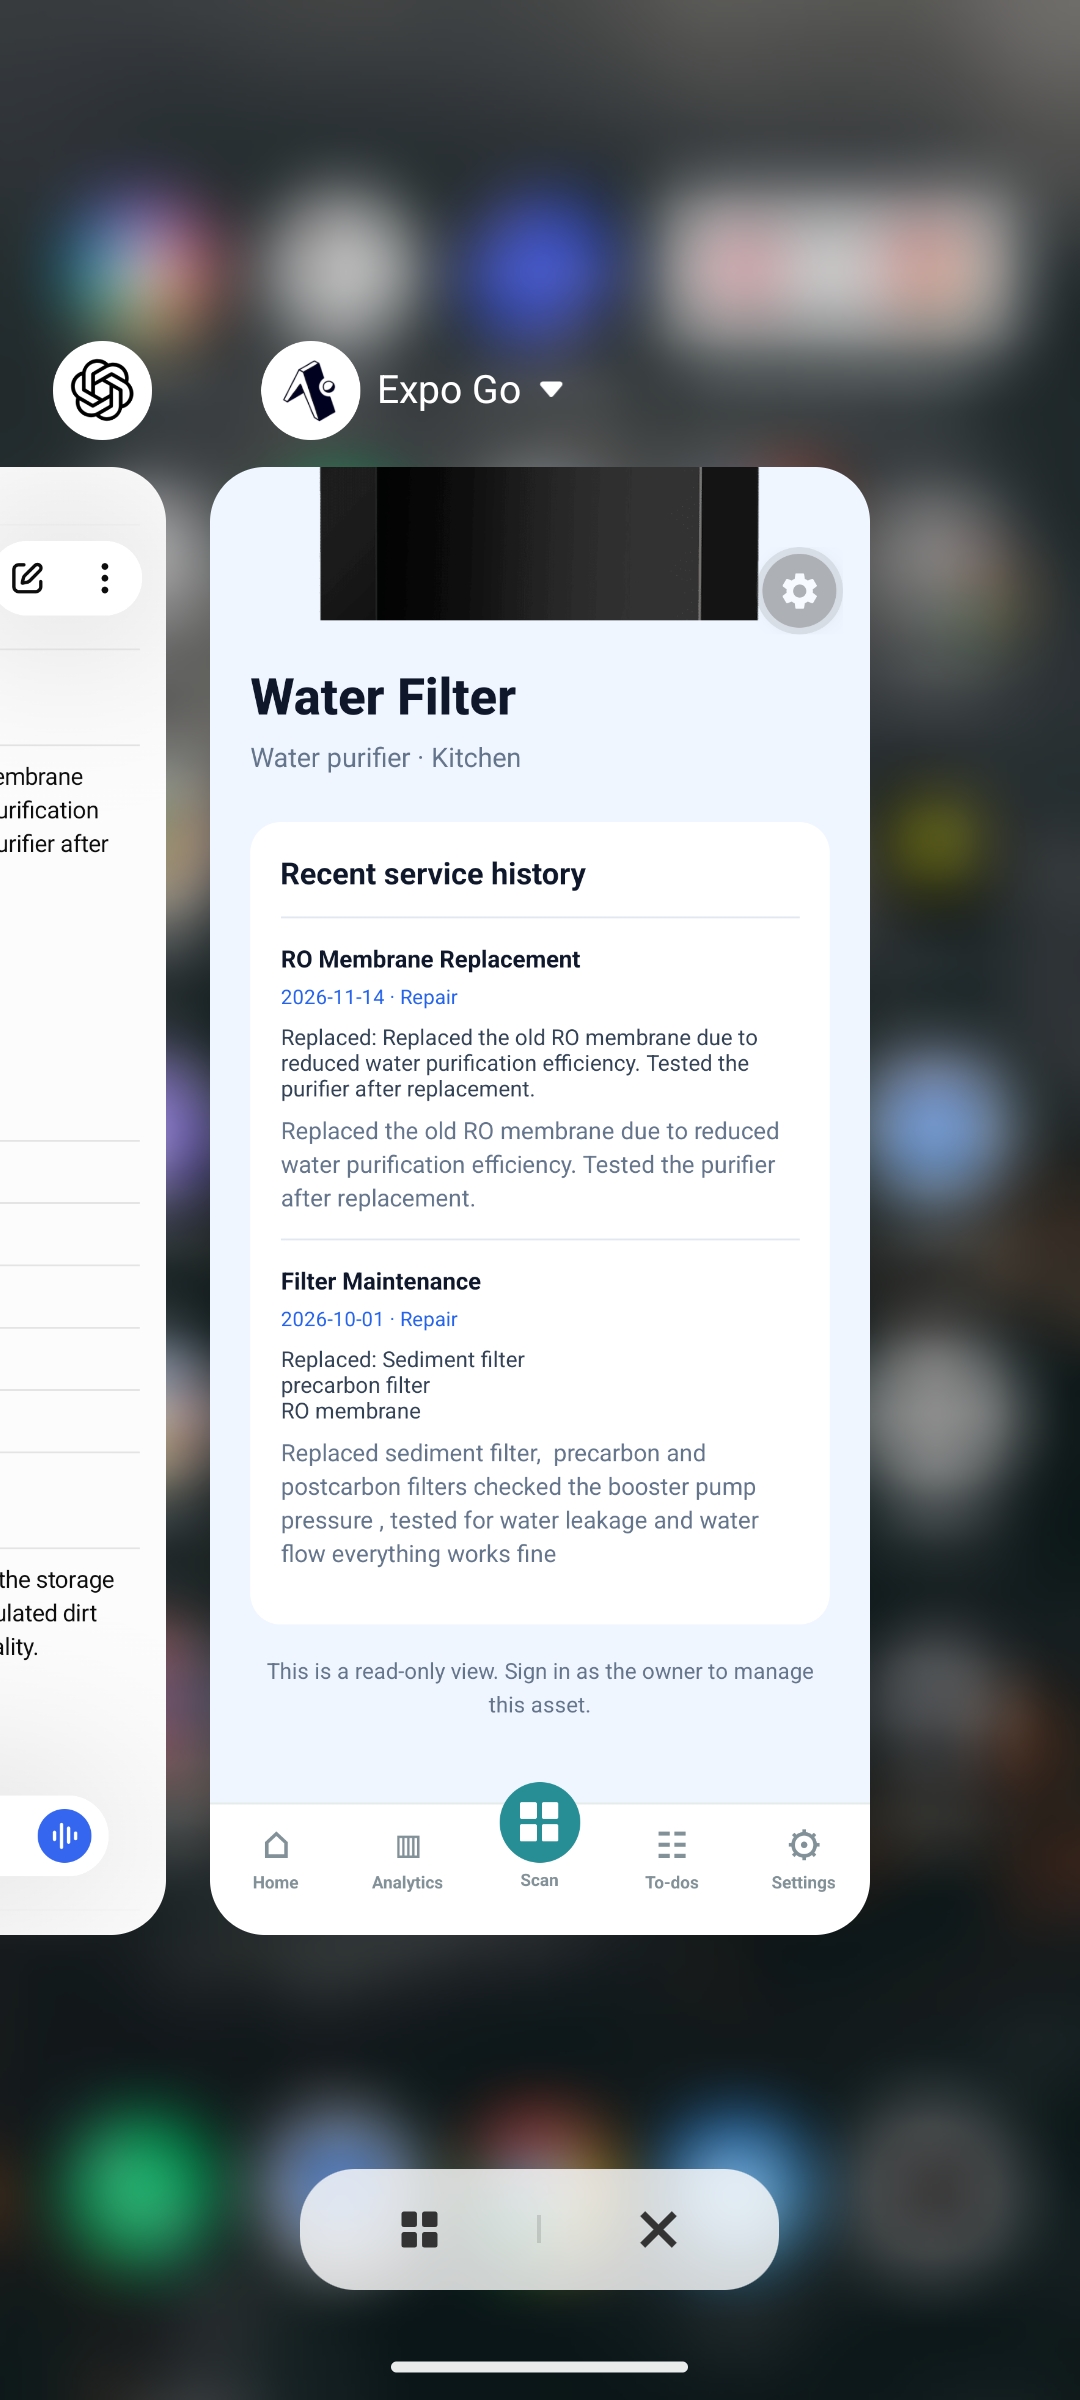 Expo Go
embrane
urification
urifier after
the storage
ulated dirt
ality.
Water Filter
Water purifier · Kitchen
Recent service history
RO Membrane Replacement
2026-11-14 · Repair
Replaced: Replaced the old RO membrane due to
reduced water purification efficiency. Tested the
purifier after replacement.
Replaced the old RO membrane due to reduced
water purification efficiency. Tested the purifier
after replacement.
Filter Maintenance
2026-10-01 · Repair
Replaced: Sediment filter
precarbon filter
RO membrane
Replaced sediment filter,  precarbon and
postcarbon filters checked the booster pump
pressure , tested for water leakage and water
flow everything works fine
This is a read-only view. Sign in as the owner to manage
this asset.
Home
Analytics
Scan
To-dos
Settings